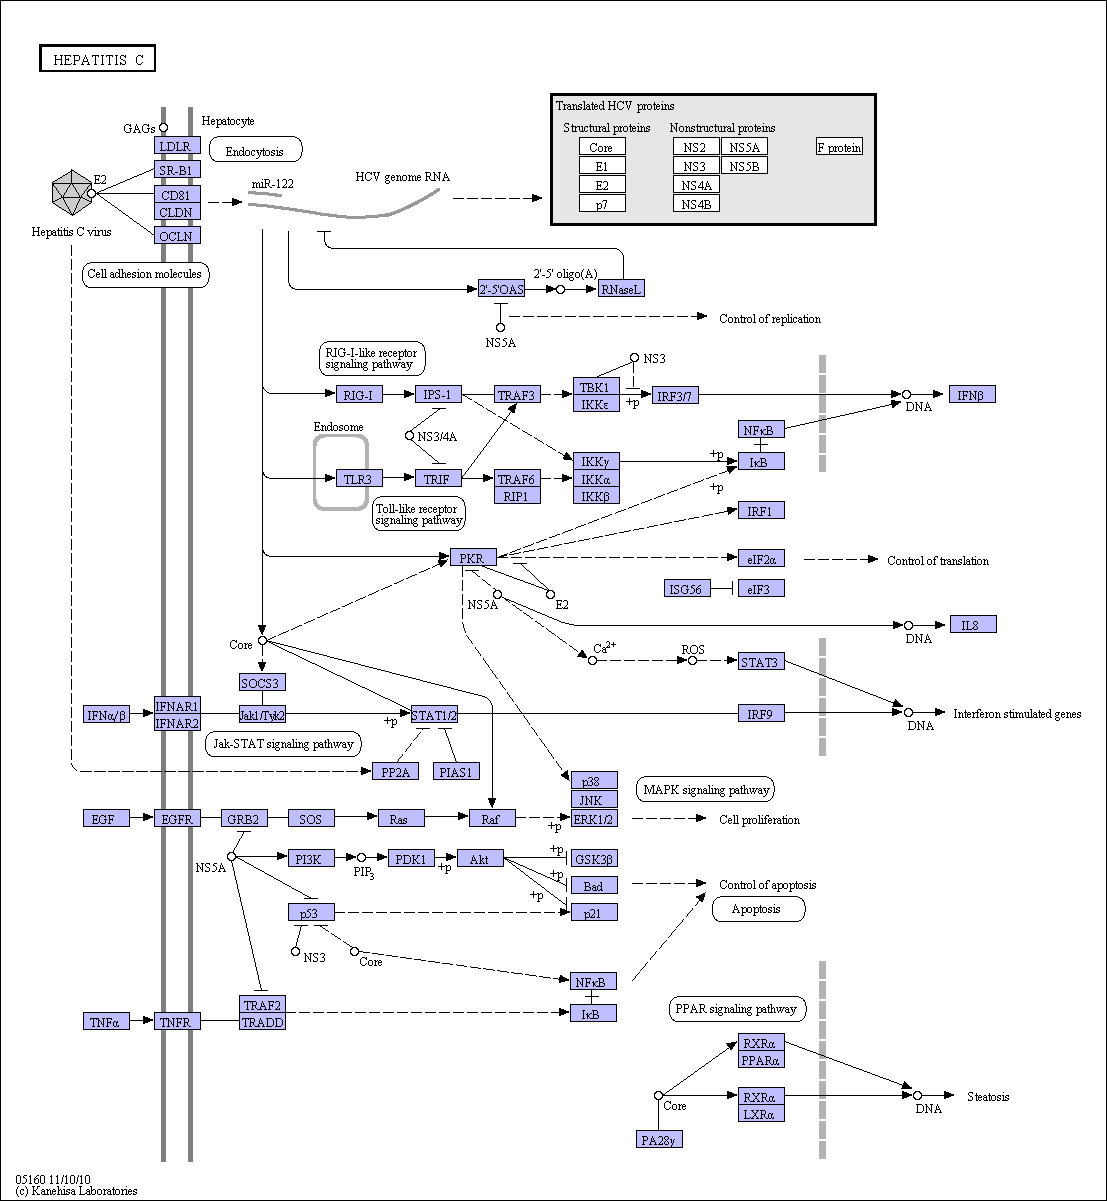 HEPATITIS C
Hepatocyte
GAGs
LDLR
Endocytosis
SR-B1
E2
CD81
CLDN
OCLN
Hepatitis C virus
Cell adhesion molecules
miR-122
HCV genome RNA
Translated HCV proteins
Structural proteins
Nonstructural proteins
Core
NS2
NS5A
F protein
E1
NS3
NS5B
E2
NS4A
p7
NS4B
2'-5'OAS
2'-5' oligo(A)
RNaseL
NS5A
Control of replication
RIG-I-like receptor
signaling pathway
NS3
RIG-I
IPS-1
TRAF3
TBK1
IKKε
+p
IRF3/7
DNA
IFNβ
Endosome
NS3/4A
NFκB
+p
IκB
+p
TLR3
TRIF
TRAF6
RIP1
IKKγ
IKKα
IKKβ
Toll-like receptor
signaling pathway
IRF1
PKR
eIF2α
Control of translation
ISG56
eIF3
NS5A
E2
DNA
IL8
Core
Ca2+
ROS
STAT3
SOCS3
IFNα/β
IFNAR1
IFNAR2
Jak1/Tyk2
+p
STAT1/2
IRF9
DNA
Interferon stimulated genes
Jak-STAT signaling pathway
PP2A
PIAS1
p38
JNK
ERK1/2
MAPK signaling pathway
EGF
EGFR
GRB2
SOS
Ras
Raf
+p
Cell proliferation
NS5A
PI3K
PIP3
PDK1
+p
Akt
+p
GSK3β
+p
Bad
+p
p21
Control of apoptosis
Apoptosis
p53
NS3
Core
NFκB
IκB
TNFα
TNFR
TRAF2
TRADD
PPAR signaling pathway
RXRα
PPARα
Core
RXRα
LXRα
DNA
Steatosis
PA28γ
05160 11/10/10
(c) Kanehisa Laboratories